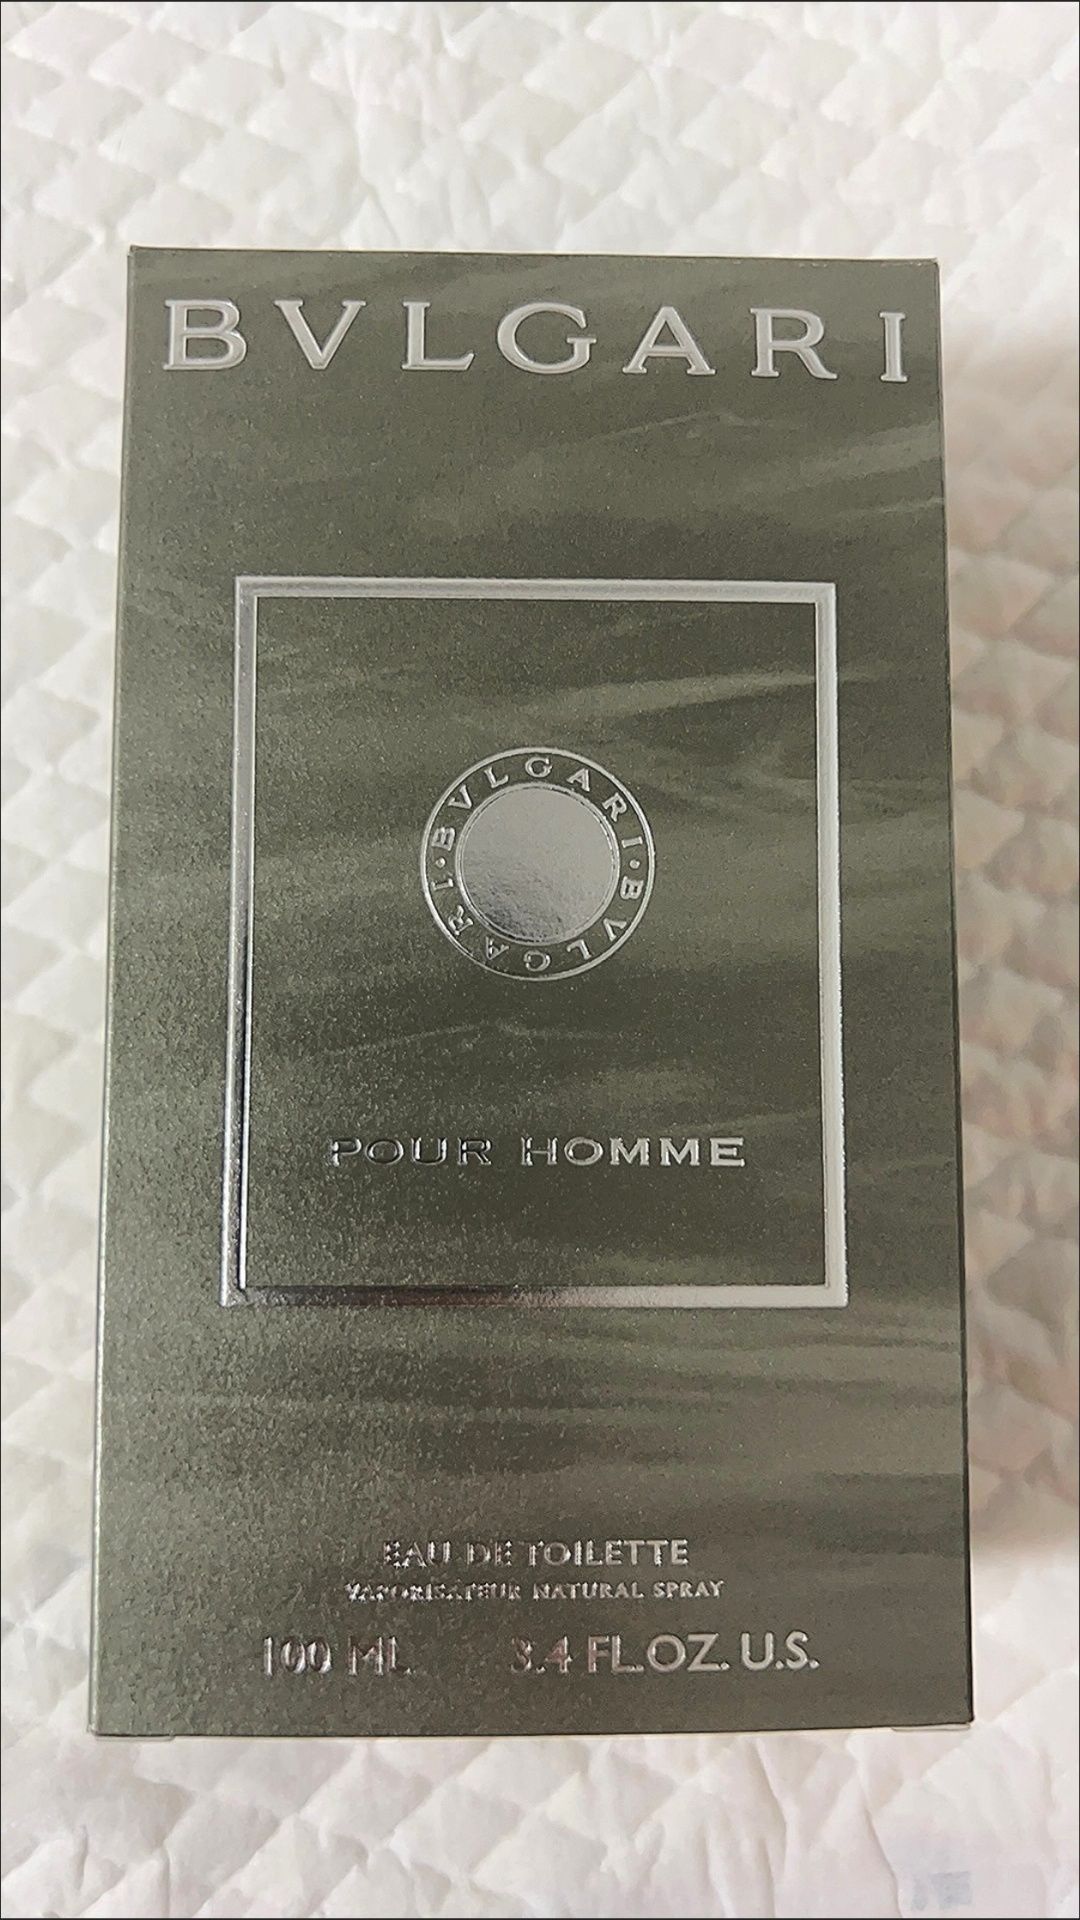 BVLGARI
BVLGARI·BVLGARI·
POUR HOMME
EAU DE TOILETTE
VAPORISATEUR NATURAL SPRAY
100 ML 3.4 FL.OZ. U.S.